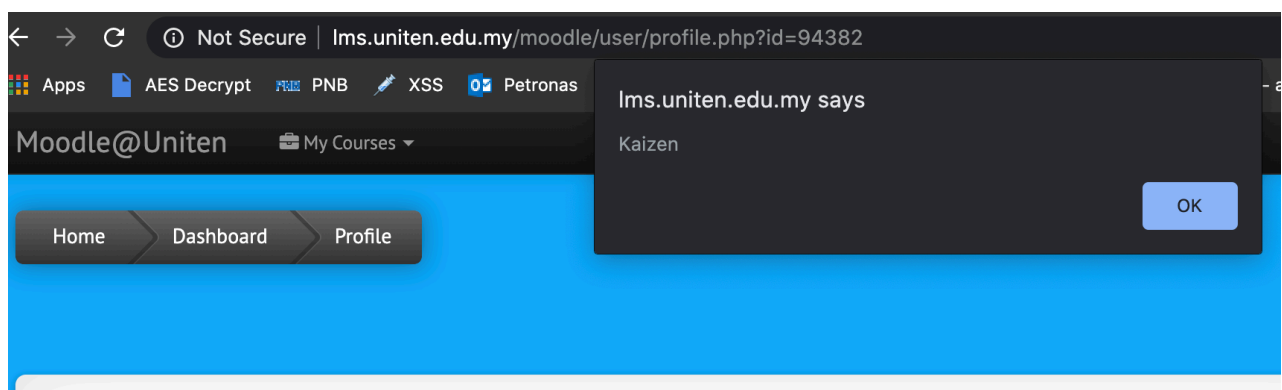 Not Secure | lms.uniten.edu.my/moodle/user/profile.php?id=94382
Apps AES Decrypt PNB XSS Petronas - a
lms.uniten.edu.my says
Kaizen
OK
Moodle@Uniten My Courses
Home Dashboard Profile